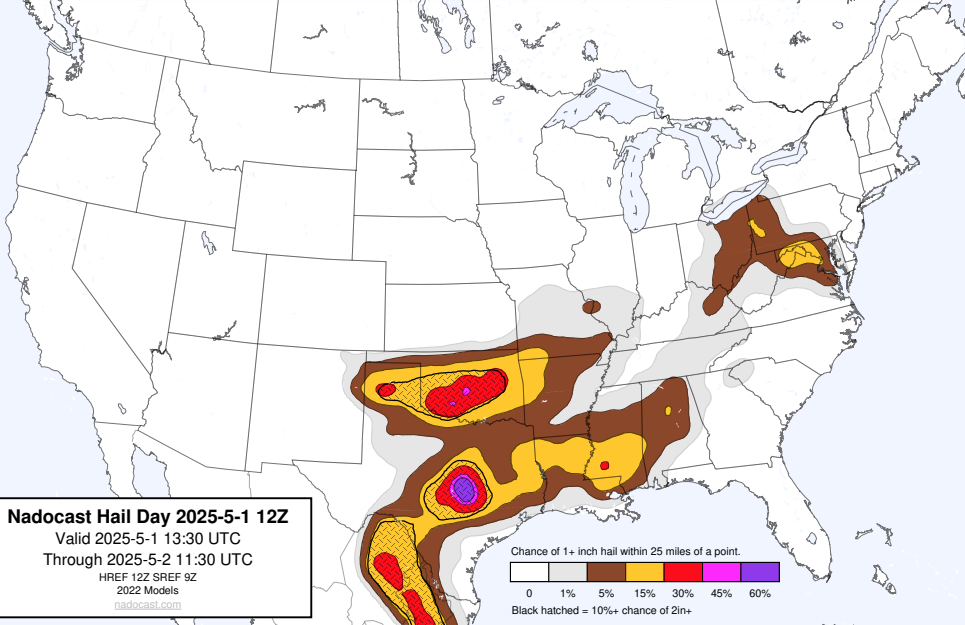 Nadocast Hail Day 2025-5-1 12Z
Valid 2025-5-1 13:30 UTC
Through 2025-5-2 11:30 UTC
HREF 12Z SREF 9Z
2022 Models
nadocast.com
Chance of 1+ inch hail within 25 miles of a point.
0 1% 5% 15% 30% 45% 60%
Black hatched = 10%+ chance of 2in+